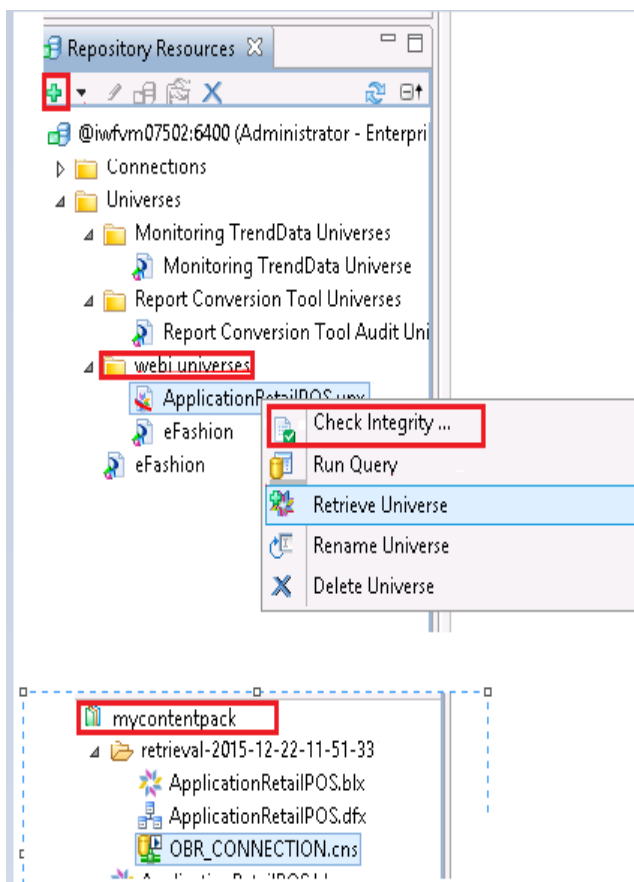 Repository Resources
@iwfvm07502:6400 (Administrator - Enterpri
Connections
Universes
Monitoring TrendData Universes
Monitoring TrendData Universe
Report Conversion Tool Universes
Report Conversion Tool Audit Uni
webi universes
ApplicationRetailPOS.unx
Check Integrity ...
eFashion
Run Query
eFashion
Retrieve Universe
Rename Universe
Delete Universe
mycontentpack
retrieval-2015-12-22-11-51-33
ApplicationRetailPOS.blx
ApplicationRetailPOS.dfx
OBR_CONNECTION.cns